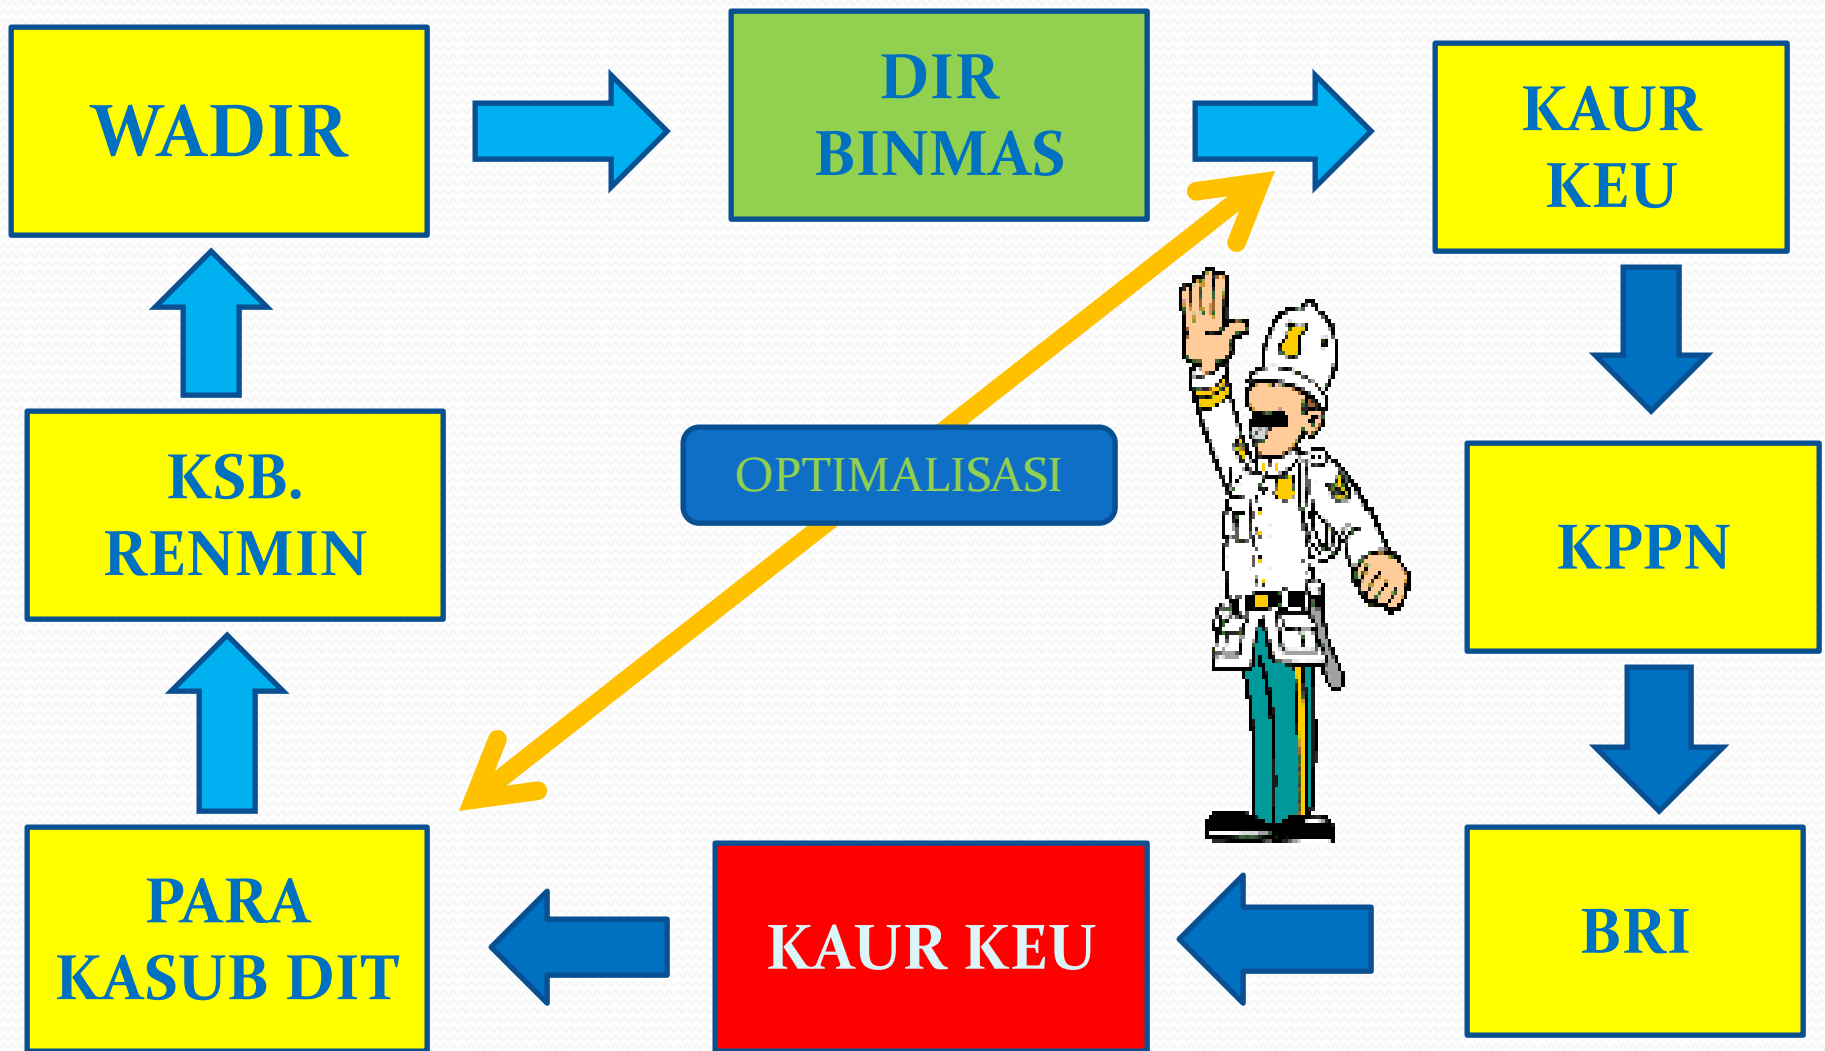 WADIR
DIR
BINMAS
KAUR
KEU
KSB.
RENMIN
OPTIMALISASI
KPPN
PARA
KASUB DIT
KAUR KEU
BRI